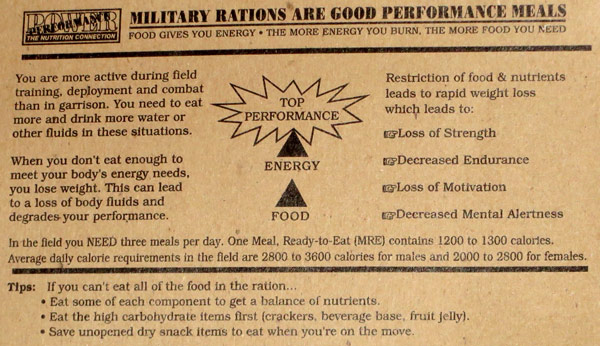 POWER
PERFORMANCE
THE NUTRITION CONNECTION
MILITARY RATIONS ARE GOOD PERFORMANCE MEALS
FOOD GIVES YOU ENERGY • THE MORE ENERGY YOU BURN, THE MORE FOOD YOU NEED
You are more active during field
training, deployment and combat
than in garrison. You need to eat
more and drink more water or
other fluids in these situations.
When you don't eat enough to
meet your body's energy needs,
you lose weight. This can lead
to a loss of body fluids and
degrades your performance.
TOP
PERFORMANCE
ENERGY
FOOD
Restriction of food & nutrients
leads to rapid weight loss
which leads to:
☞Loss of Strength
☞Decreased Endurance
☞Loss of Motivation
☞Decreased Mental Alertness
In the field you NEED three meals per day. One Meal, Ready-to-Eat (MRE) contains 1200 to 1300 calories.
Average daily calorie requirements in the field are 2800 to 3600 calories for males and 2000 to 2800 for females.
Tips: If you can't eat all of the food in the ration...
• Eat some of each component to get a balance of nutrients.
• Eat the high carbohydrate items first (crackers, beverage base, fruit jelly).
• Save unopened dry snack items to eat when you're on the move.